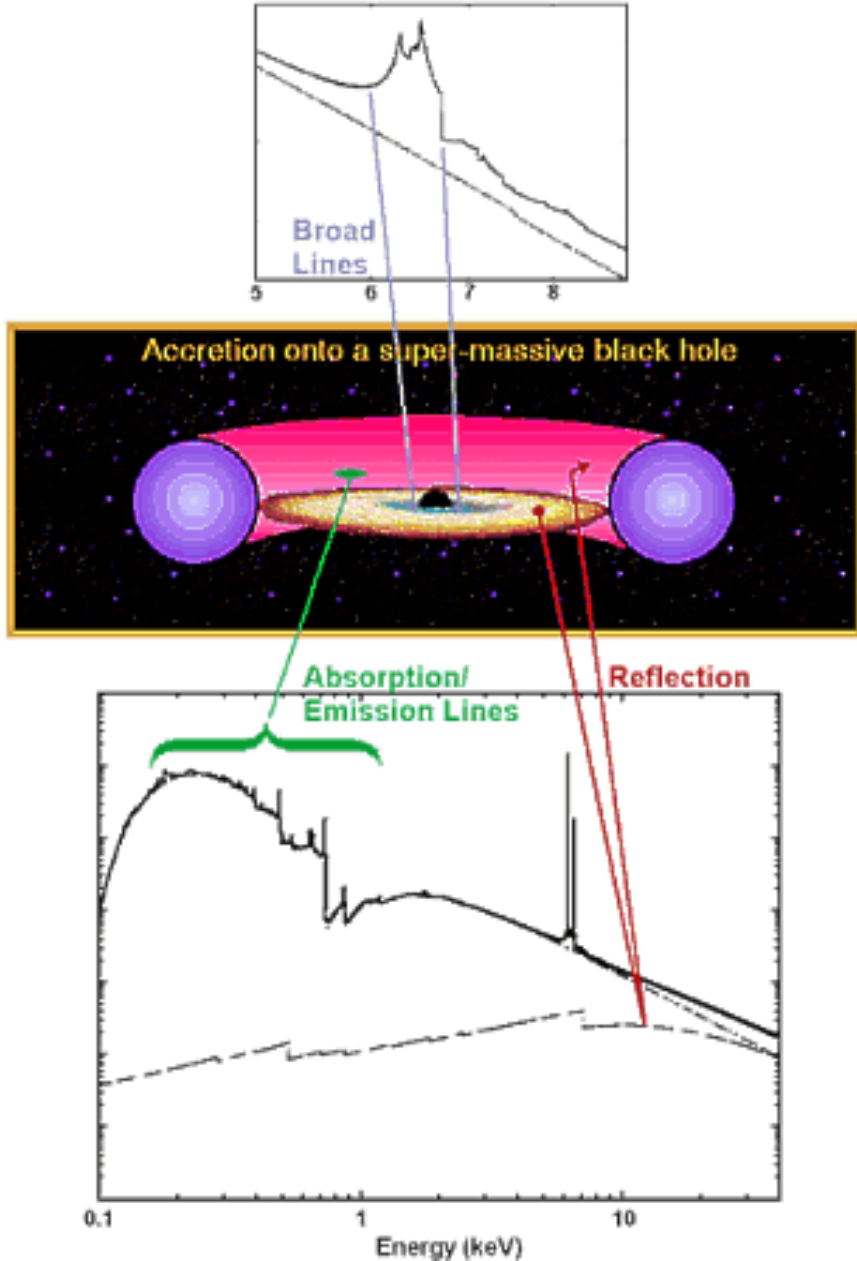 Broad
Lines
5 6 7 8
Accretion onto a super-massive black hole
Absorption/
Emission Lines
Reflection
0.1 1 10
Energy (keV)